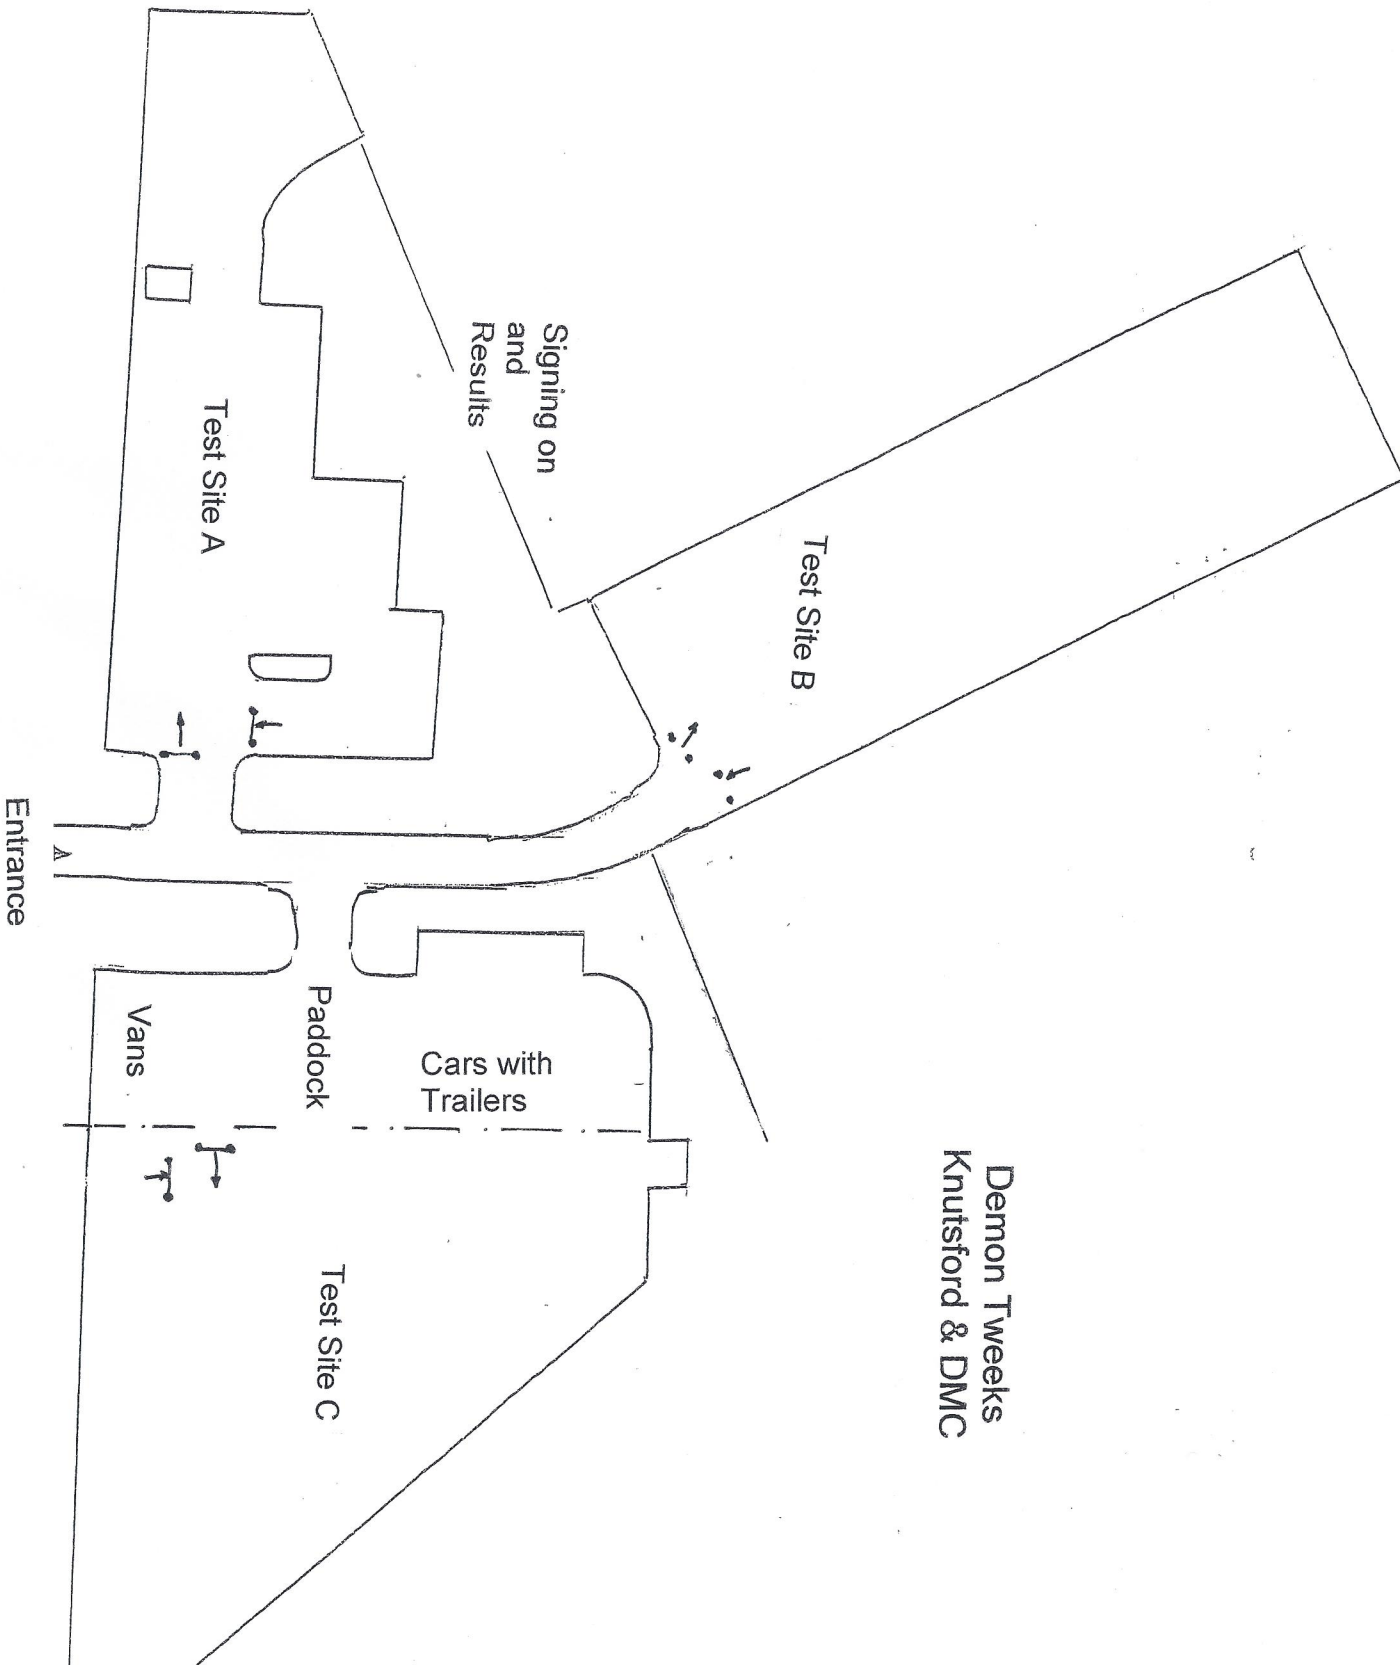 Demon Tweeks
Knutsford & DMC
Test Site B
Signing on
and
Results
Test Site A
Cars with
Trailers
Paddock
Vans
Test Site C
Entrance